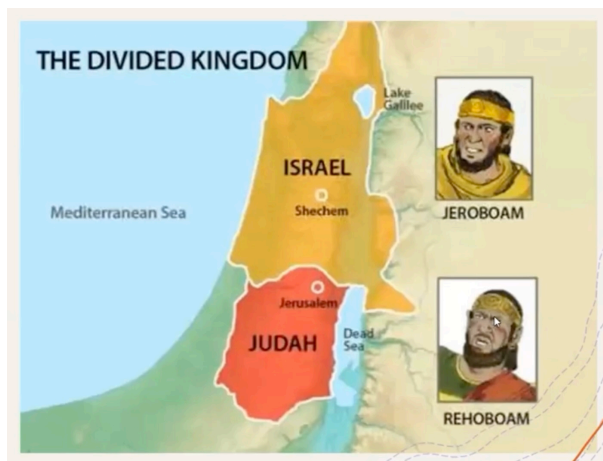 THE DIVIDED KINGDOM
Lake
Galilee
ISRAEL
Shechem
JEROBOAM
Mediterranean Sea
Jerusalem
JUDAH
Dead
Sea
REHOBOAM